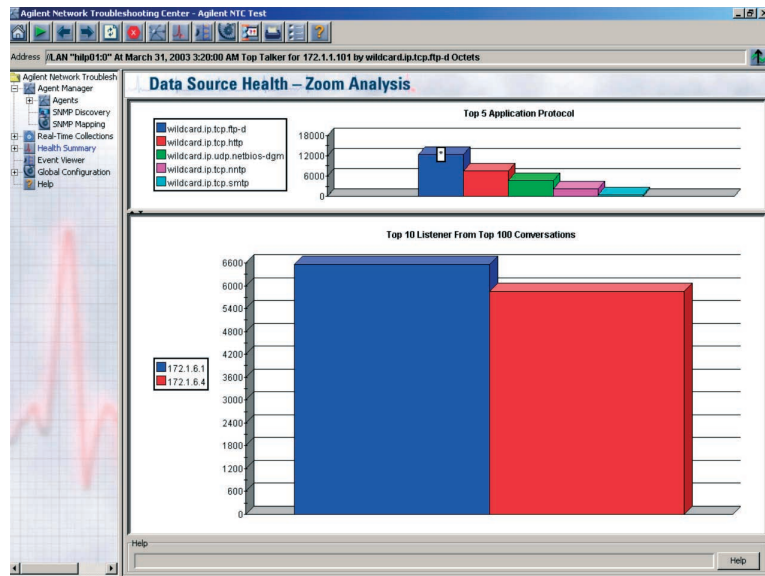 Agilent Network Troubleshooting Center - Agilent NTC Test
Address //LAN "hilp01:0" At March 31, 2003 3:20:00 AM Top Talker for 172.1.1.101 by wildcard.ip.tcp.ftp-d Octets
Agilent Network Troublesh
Agent Manager
Agents
SNMP Discovery
SNMP Mapping
Real-Time Collections
Health Summary
Event Viewer
Global Configuration
Help
Data Source Health – Zoom Analysis
Top 5 Application Protocol
wildcard.ip.tcp.ftp-d
wildcard.ip.tcp.http
wildcard.ip.udp.netbios-dgm
wildcard.ip.tcp.nntp
wildcard.ip.tcp.smtp
18000
12000
6000
0
*
Top 10 Listener From Top 100 Conversations
172.1.6.1
172.1.6.4
6600
6000
5400
4800
4200
3600
3000
2400
1800
1200
600
0
Help
Help